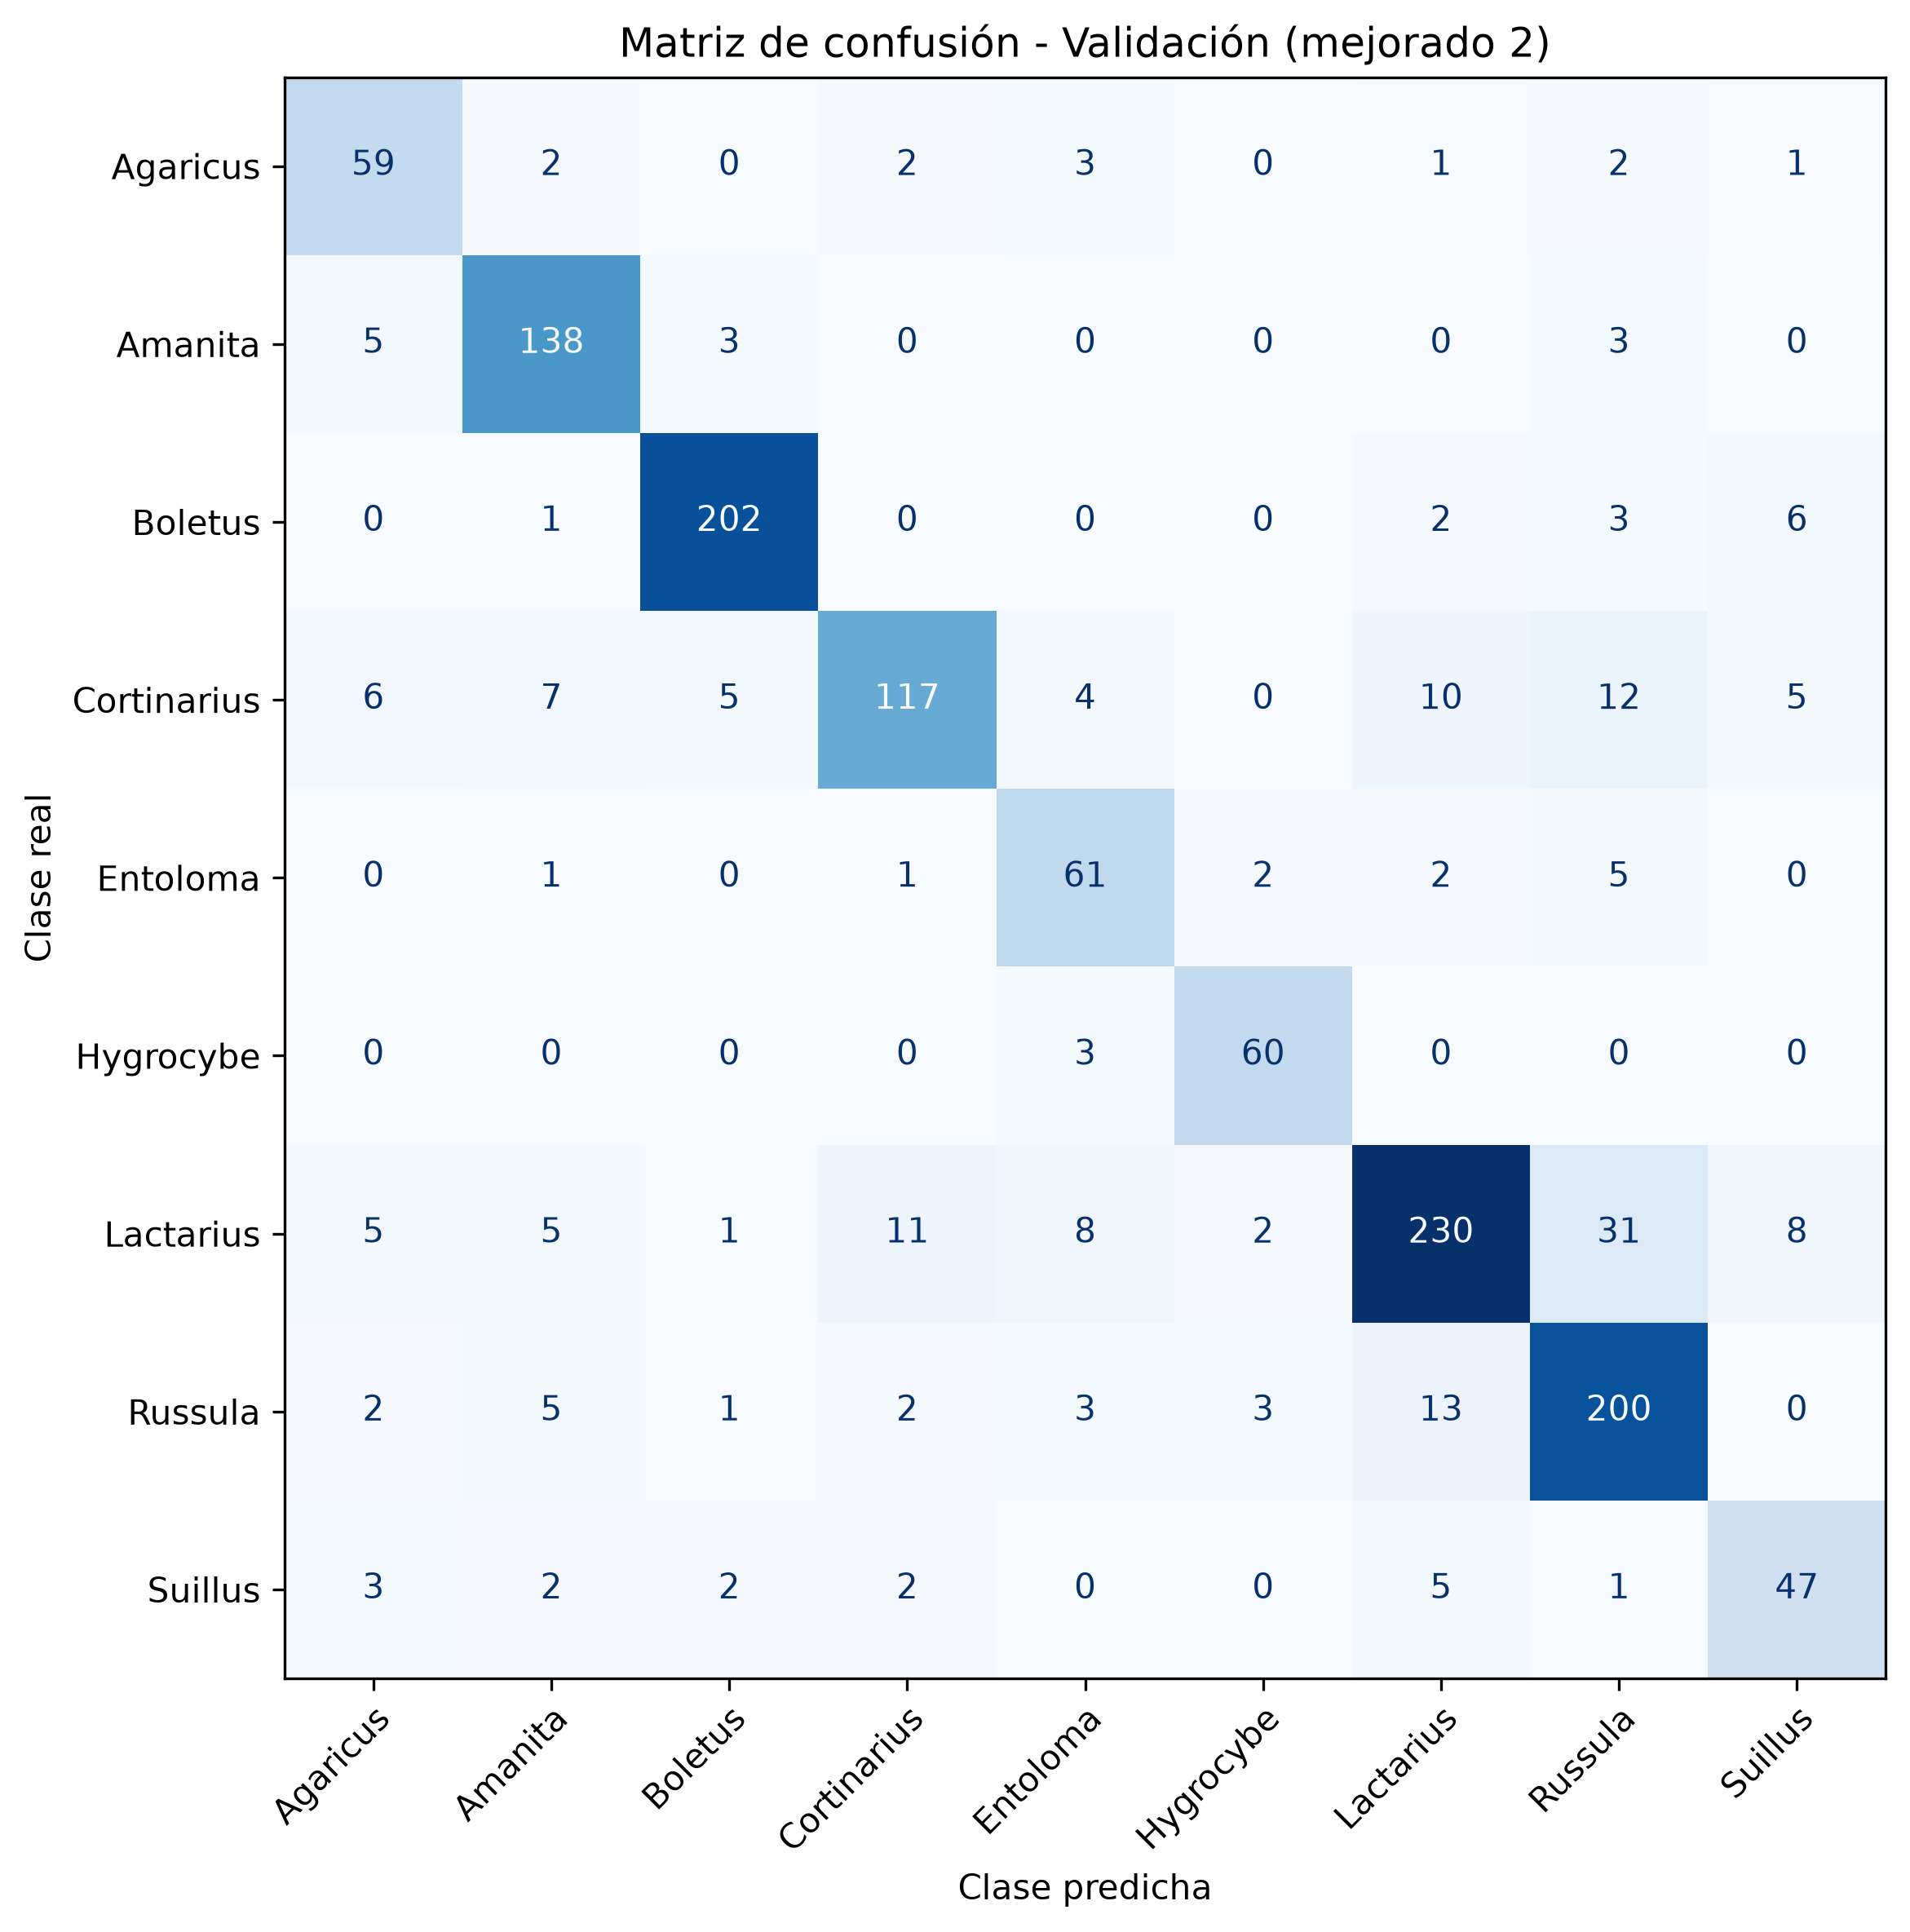 Matriz de confusión - Validación (mejorado 2)
Agaricus 59 2 0 2 3 0 1 2 1
Amanita 5 138 3 0 0 0 0 3 0
Boletus 0 1 202 0 0 0 2 3 6
Cortinarius 6 7 5 117 4 0 10 12 5
Entoloma 0 1 0 1 61 2 2 5 0
Hygrocybe 0 0 0 0 3 60 0 0 0
Lactarius 5 5 1 11 8 2 230 31 8
Russula 2 5 1 2 3 3 13 200 0
Suillus 3 2 2 2 0 0 5 1 47
Clase real
Agaricus Amanita Boletus Cortinarius Entoloma Hygrocybe Lactarius Russula Suillus
Clase predicha